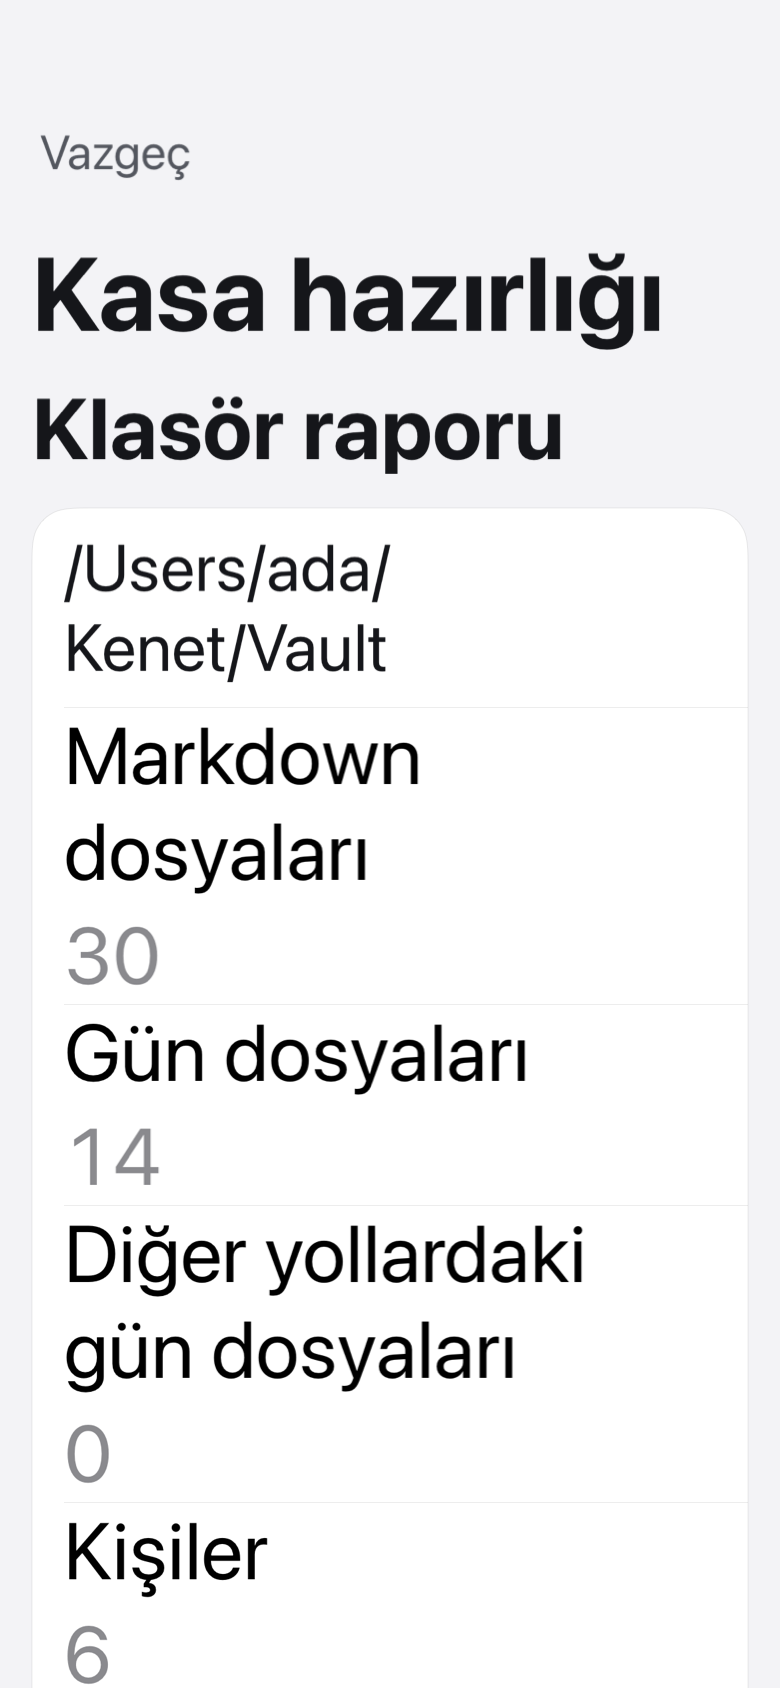 Vazgeç
Kasa hazırlığı
Klasör raporu
/Users/ada/
Kenet/Vault
Markdown
dosyaları
30
Gün dosyaları
14
Diğer yollardaki
gün dosyaları
0
Kişiler
6